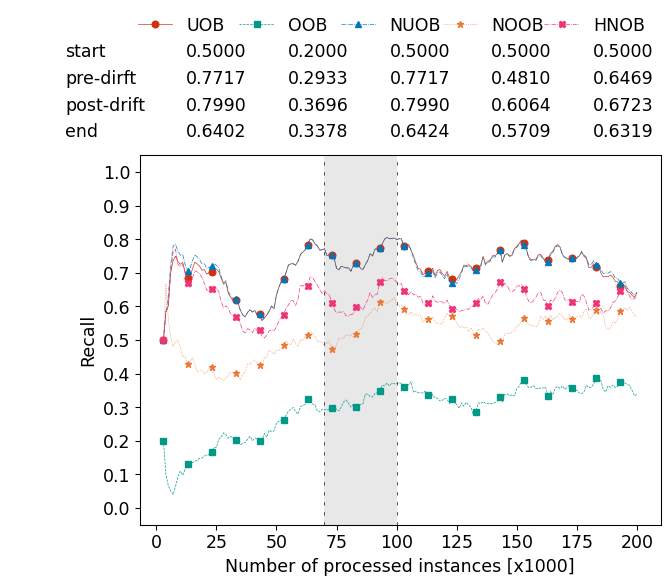 UOB OOB NUOB NOOB HNOB
start 0.5000 0.2000 0.5000 0.5000 0.5000
pre-dirft 0.7717 0.2933 0.7717 0.4810 0.6469
post-drift 0.7990 0.3696 0.7990 0.6064 0.6723
end 0.6402 0.3378 0.6424 0.5709 0.6319
1.0
0.9
0.8
0.7
0.6
0.5
0.4
0.3
0.2
0.1
0.0
Recall
0 25 50 75 100 125 150 175 200
Number of processed instances [x1000]